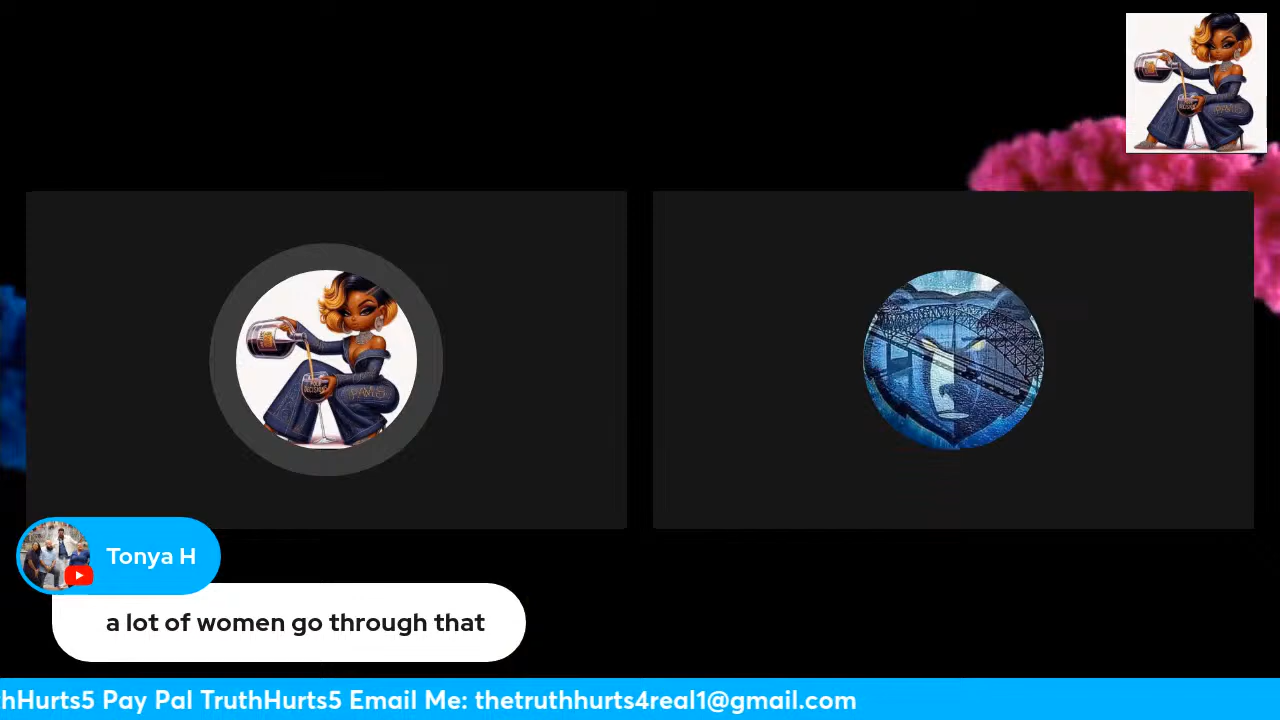 Tonya H
a lot of women go through that
hHurts5 Pay Pal TruthHurts5 Email Me: thetruthhurts4real1@gmail.com